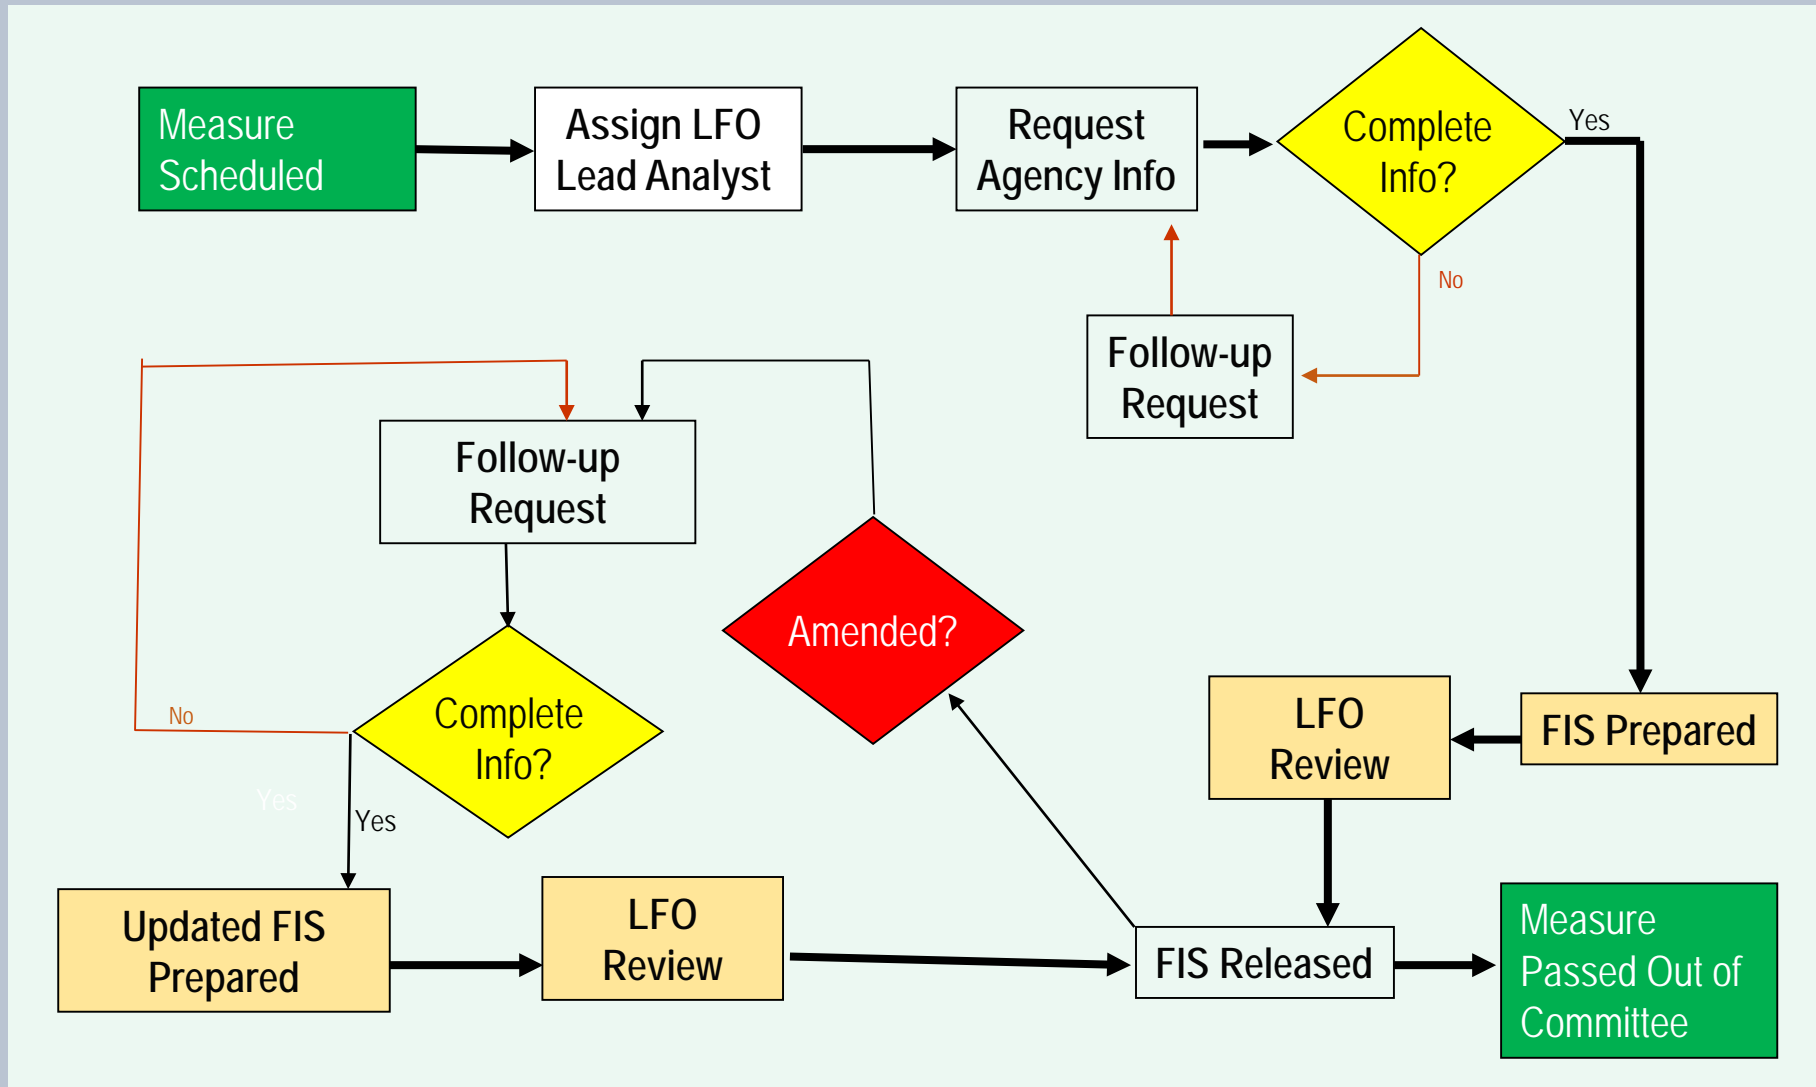 Measure
Scheduled
Assign LFO
Lead Analyst
Request
Agency Info
Complete
Info?
Yes
No
Follow-up
Request
Follow-up
Request
Amended?
Complete
Info?
No
Yes
Yes
LFO
Review
FIS Prepared
Updated FIS
Prepared
LFO
Review
FIS Released
Measure
Passed Out of
Committee